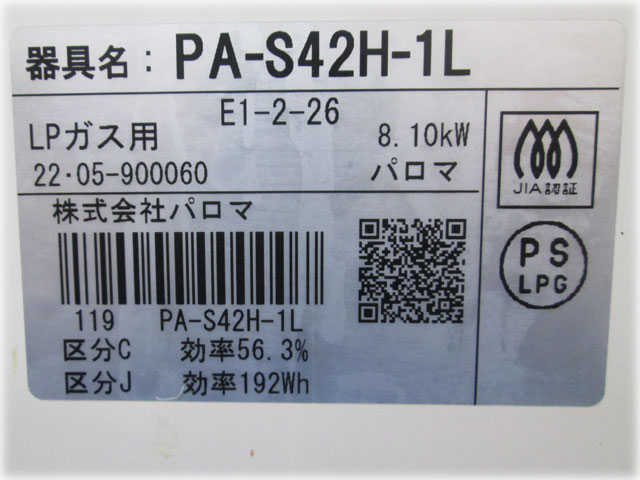 器具名：PA-S42H-1L
E1-2-26
LPガス用 8.10kW
22・05-900060 パロマ
JIA認証
株式会社パロマ
PS
LPG
119 PA-S42H-1L
区分C 効率56.3%
区分J 効率192Wh